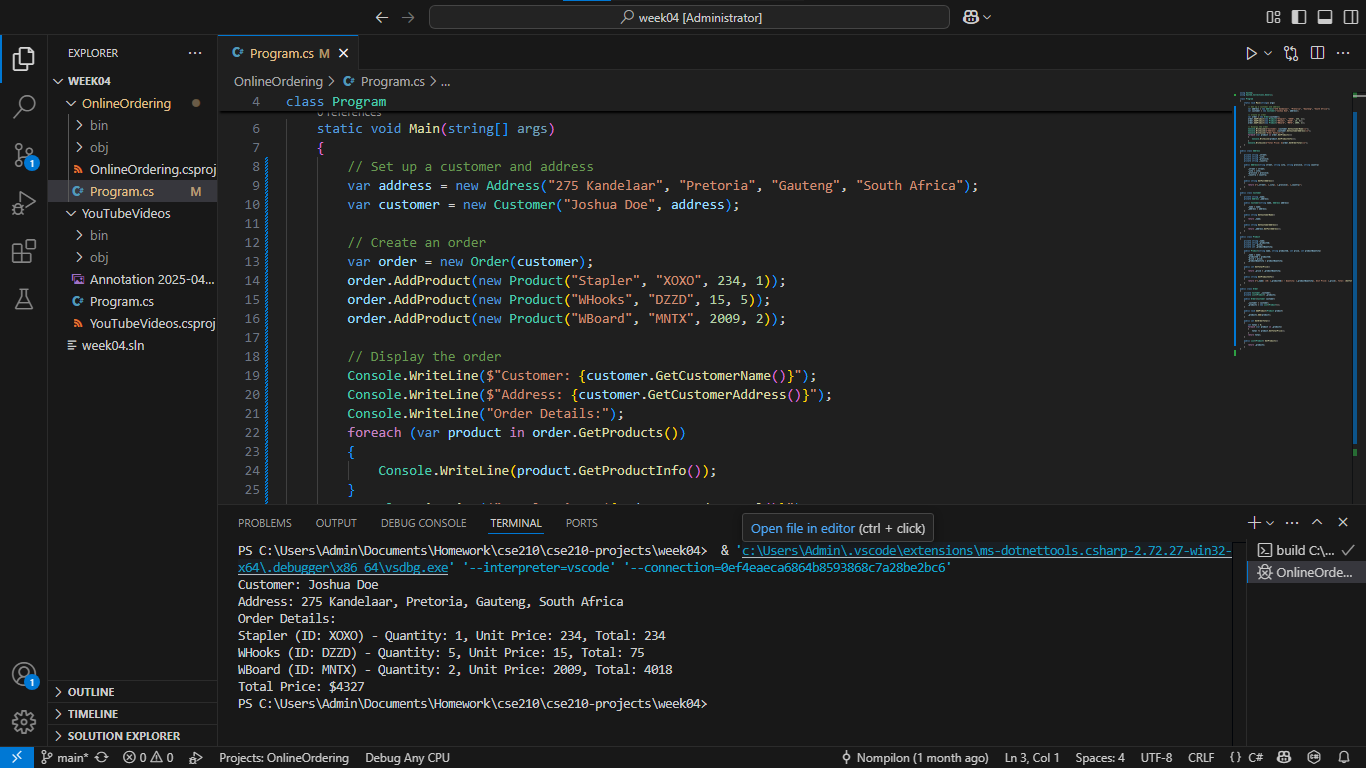 week04 [Administrator]
EXPLORER
WEEK04
OnlineOrdering
bin
obj
OnlineOrdering.csproj
Program.cs M
YouTubeVideos
bin
obj
Annotation 2025-04...
Program.cs
YouTubeVideos.csproj
week04.sln
OUTLINE
TIMELINE
SOLUTION EXPLORER
1
1
Program.cs M
OnlineOrdering > Program.cs > ...
4 class Program
0 references
6 static void Main(string[] args)
7 {
8 // Set up a customer and address
9 var address = new Address("275 Kandelaar", "Pretoria", "Gauteng", "South Africa");
10 var customer = new Customer("Joshua Doe", address);
11
12 // Create an order
13 var order = new Order(customer);
14 order.AddProduct(new Product("Stapler", "XOXO", 234, 1));
15 order.AddProduct(new Product("WHooks", "DZZD", 15, 5));
16 order.AddProduct(new Product("WBoard", "MNTX", 2009, 2));
17
18 // Display the order
19 Console.WriteLine($"Customer: {customer.GetCustomerName()}");
20 Console.WriteLine($"Address: {customer.GetCustomerAddress()}");
21 Console.WriteLine("Order Details:");
22 foreach (var product in order.GetProducts())
23 {
24 Console.WriteLine(product.GetProductInfo());
25 }
PROBLEMS OUTPUT DEBUG CONSOLE TERMINAL PORTS
Open file in editor (ctrl + click)
PS C:\Users\Admin\Documents\Homework\cse210\cse210-projects\week04> & 'c:\Users\Admin\.vscode\extensions\ms-dotnettools.csharp-2.72.27-win32-
x64\.debugger\x86_64\vsdbg.exe' '--interpreter=vscode' '--connection=0ef4eaeca6864b8593868c7a28be2bc6'
Customer: Joshua Doe
Address: 275 Kandelaar, Pretoria, Gauteng, South Africa
Order Details:
Stapler (ID: XOXO) - Quantity: 1, Unit Price: 234, Total: 234
WHooks (ID: DZZD) - Quantity: 5, Unit Price: 15, Total: 75
WBoard (ID: MNTX) - Quantity: 2, Unit Price: 2009, Total: 4018
Total Price: $4327
PS C:\Users\Admin\Documents\Homework\cse210\cse210-projects\week04>
build C:\...
OnlineOrde...
main* 0 0 Projects: OnlineOrdering Debug Any CPU Nompilon (1 month ago) Ln 3, Col 1 Spaces: 4 UTF-8 CRLF {} C#